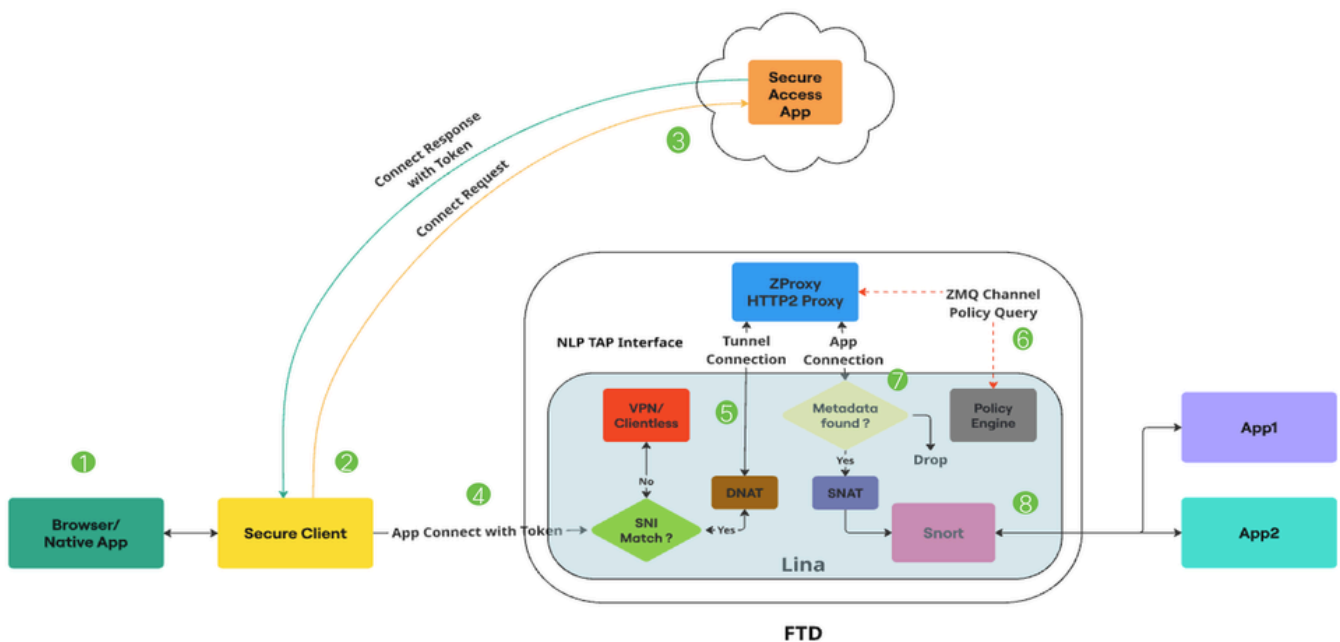 Secure
Access
App
Connect Response
with Token
3
Connect Request
ZProxy
HTTP2 Proxy
ZMQ Channel
Policy Query
NLP TAP Interface
Tunnel
Connection
App
Connection
6
7
VPN/
Clientless
5
Metadada
found ?
Policy
Engine
App1
1
2
Yes
Drop
No
4
DNAT
SNAT
8
Browser/
Native App
Secure Client
App Connect with Token
SNI
Match ?
Yes
Snort
App2
Lina
FTD